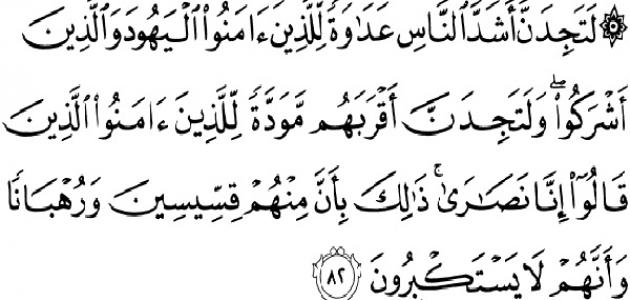 ۞ لَتَجِدَنَّ أَشَدَّ ٱلنَّاسِ عَدَٰوَةً لِّلَّذِينَ ءَامَنُوا۟ ٱلْيَهُودَ وَٱلَّذِينَ
أَشْرَكُوا۟ ۖ وَلَتَجِدَنَّ أَقْرَبَهُم مَّوَدَّةً لِّلَّذِينَ ءَامَنُوا۟ ٱلَّذِينَ
قَالُوٓا۟ إِنَّا نَصَٰرَىٰ ۚ ذَٰلِكَ بِأَنَّ مِنْهُمْ قِسِّيسِينَ وَرُهْبَانًا
وَأَنَّهُمْ لَا يَسْتَكْبِرُونَ ٨٢